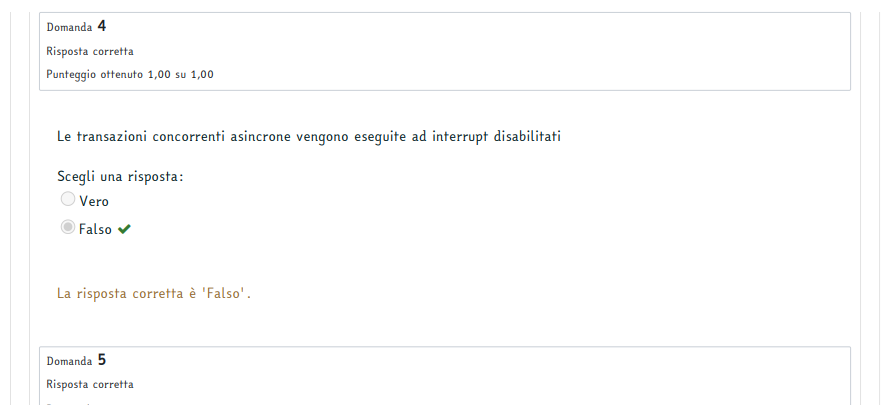 Domanda 4
Risposta corretta
Punteggio ottenuto 1,00 su 1,00
Le transazioni concorrenti asincrone vengono eseguite ad interrupt disabilitati
Scegli una risposta:
Vero
Falso
La risposta corretta è 'Falso'.
Domanda 5
Risposta corretta